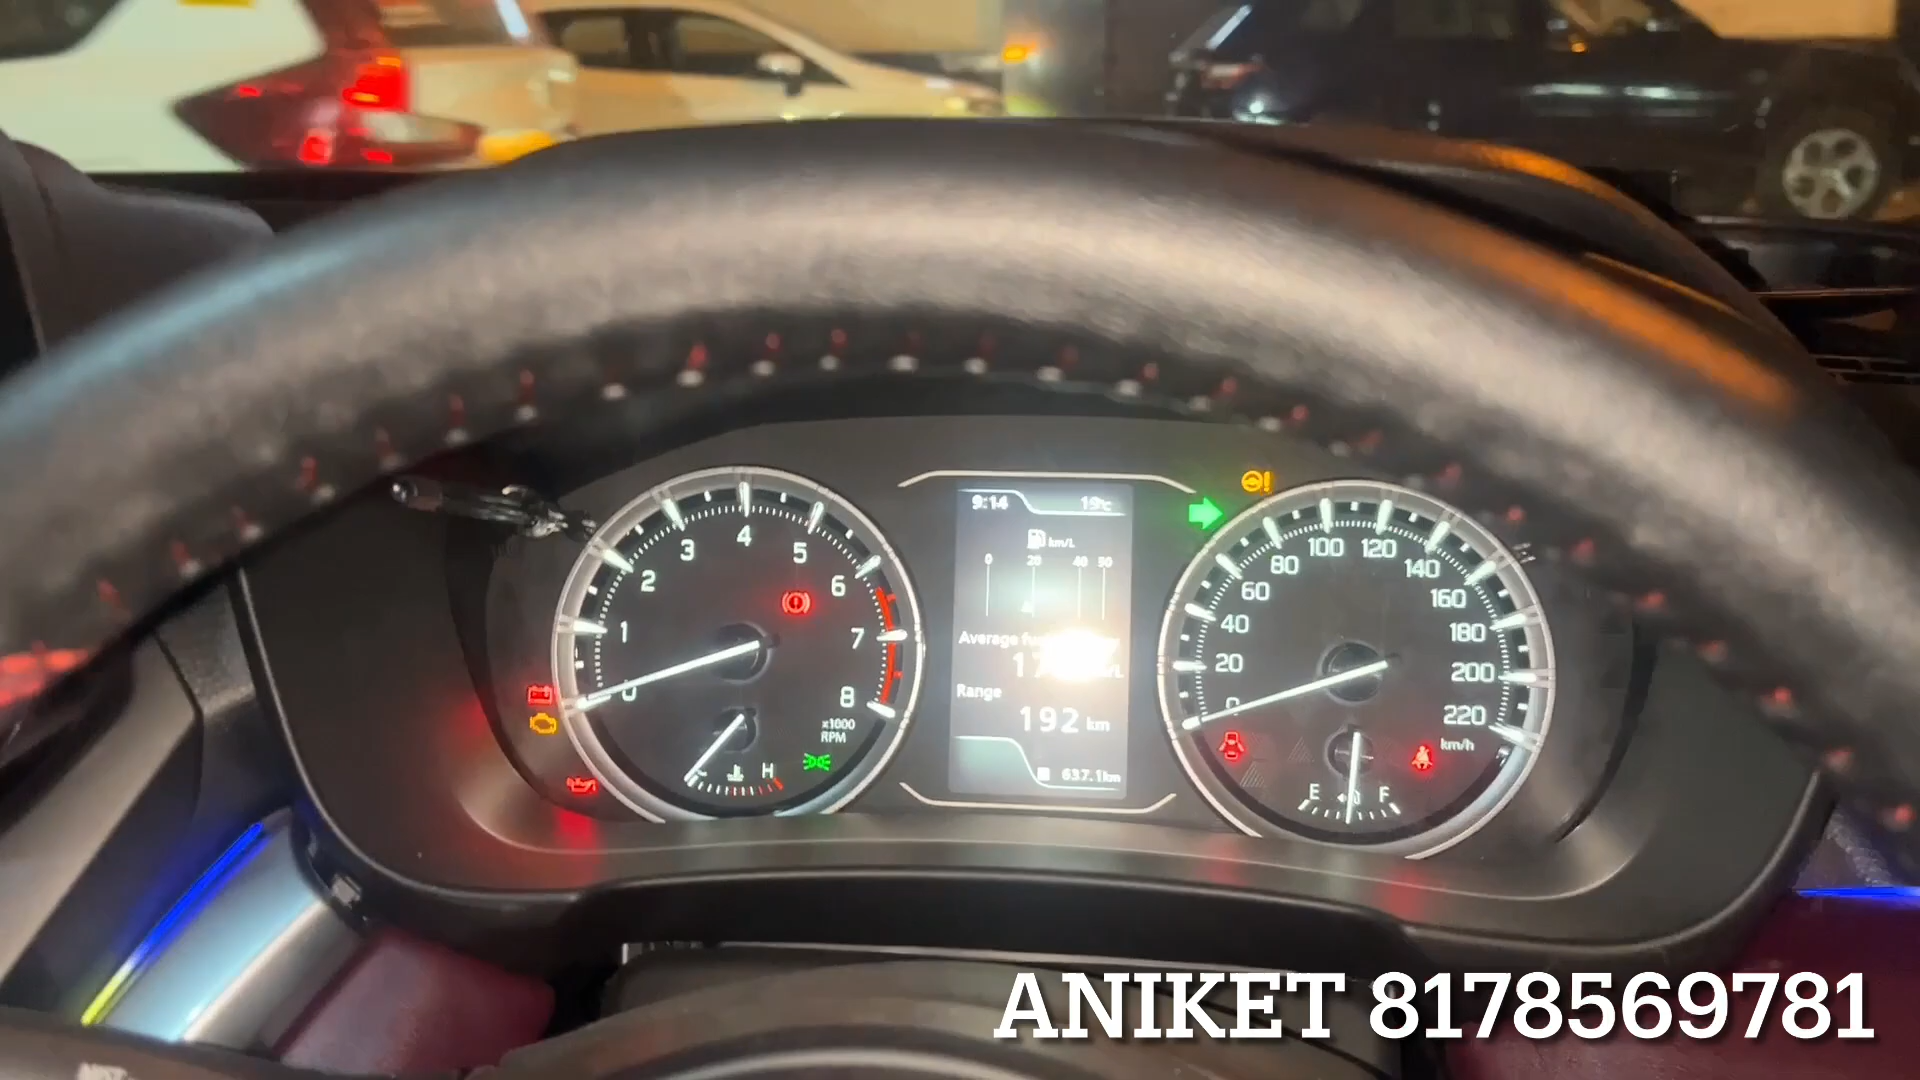 9:14 19°C
km/L
0 20 40 50
Average
Range
192 km
637.1km
0 1 2 3 4 5 6 7 8
x1000
RPM
H
0 20 40 60 80 100 120 140 160 180 200 220
km/h
E F
ANIKET 8178569781